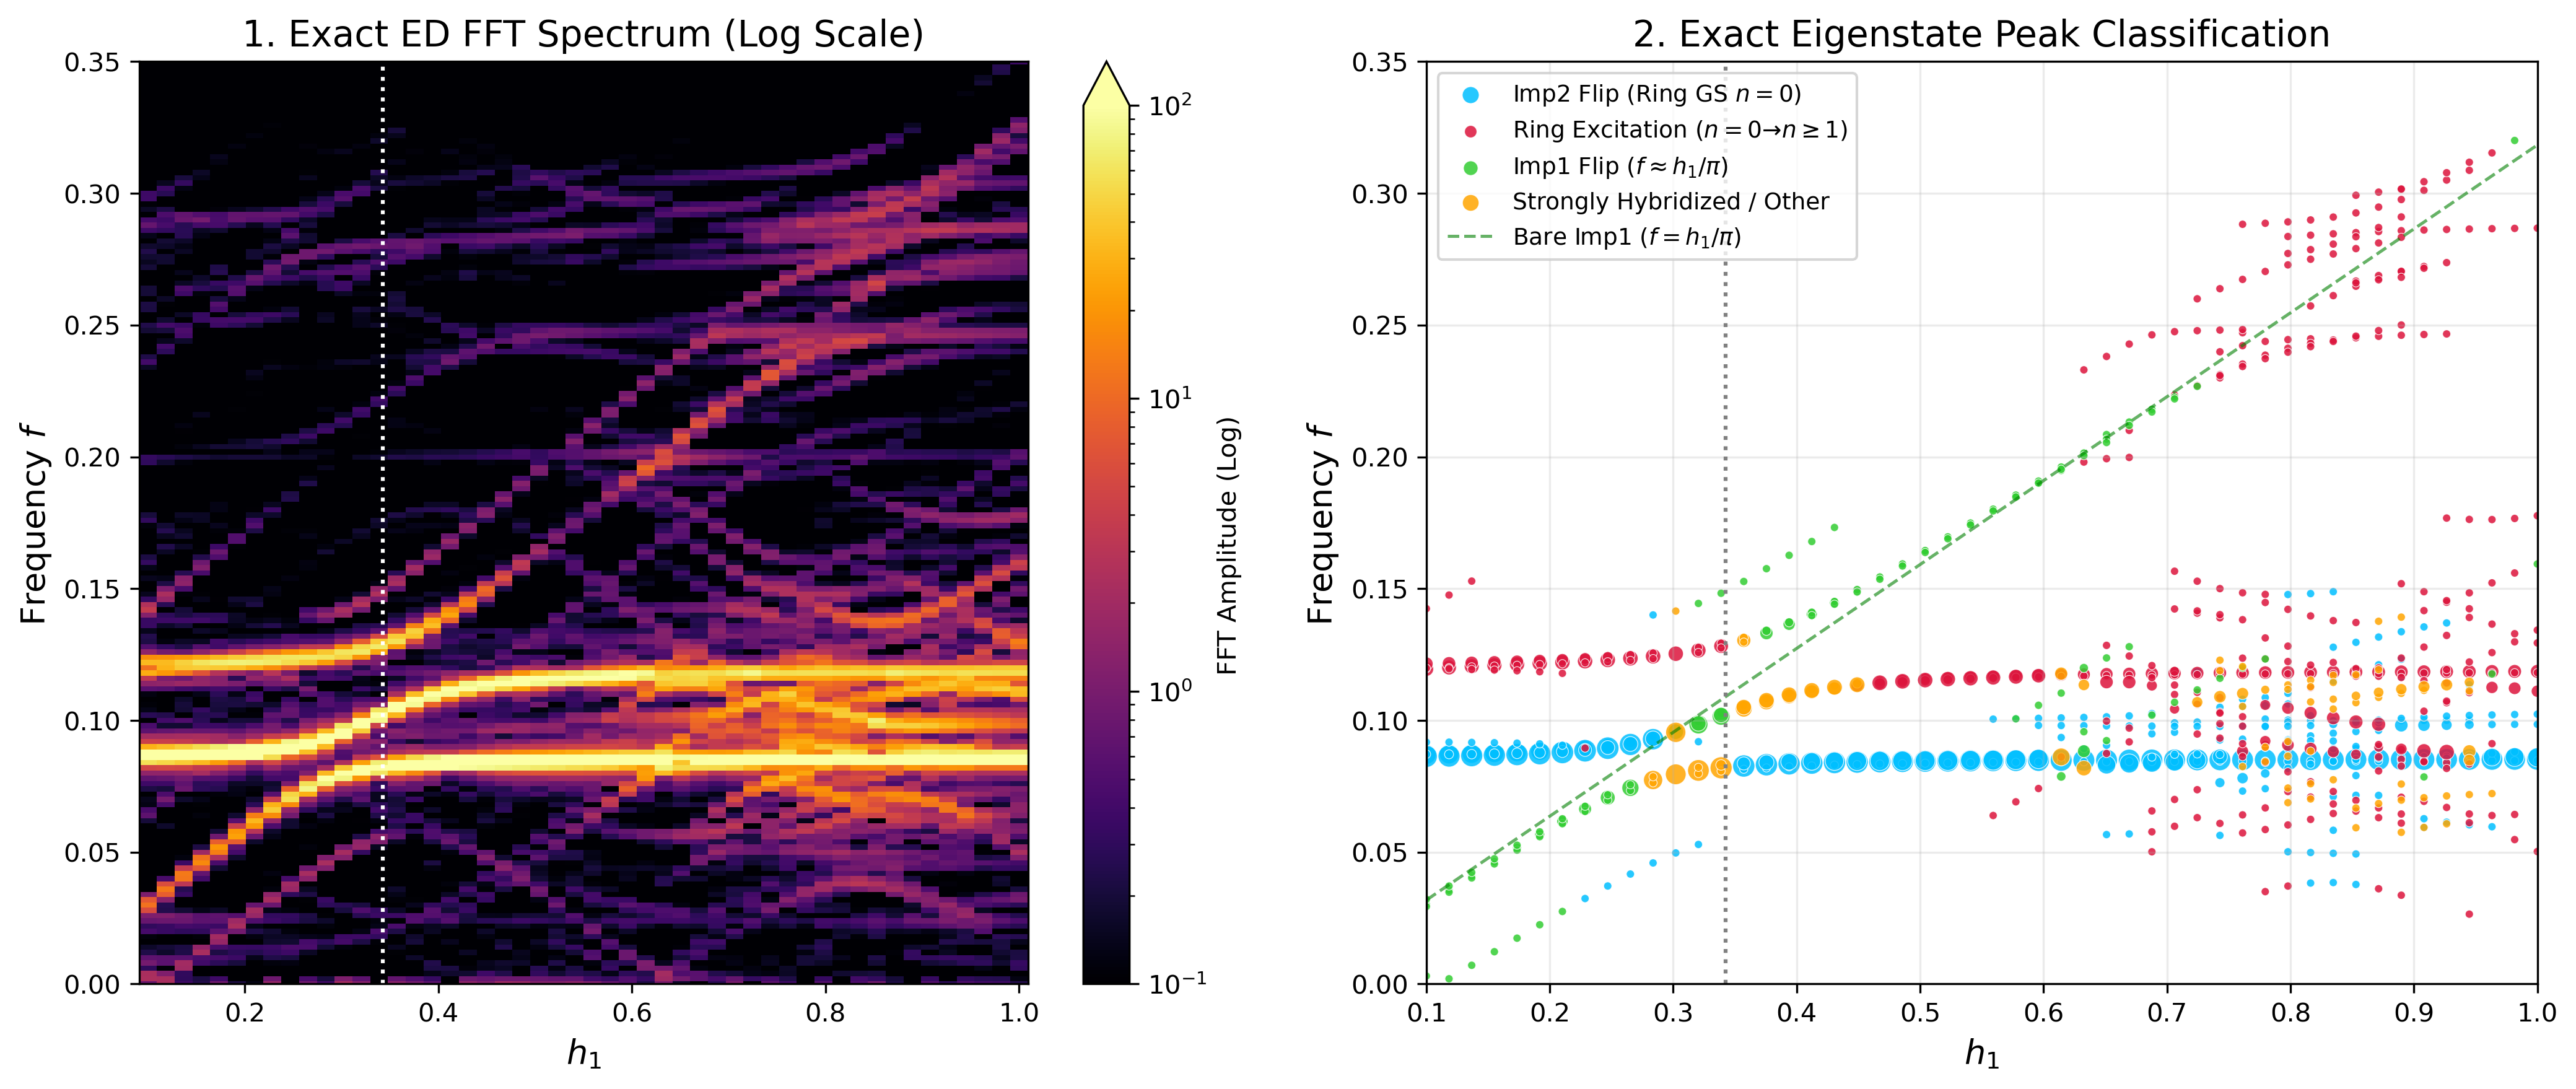 1. Exact ED FFT Spectrum (Log Scale)
Frequency f
0.35
0.30
0.25
0.20
0.15
0.10
0.05
0.00
0.2
0.4
0.6
0.8
1.0
h₁
10²
10¹
10⁰
10⁻¹
FFT Amplitude (Log)
2. Exact Eigenstate Peak Classification
Frequency f
0.35
0.30
0.25
0.20
0.15
0.10
0.05
0.00
Imp2 Flip (Ring GS n = 0)
Ring Excitation (n = 0→n ≥ 1)
Imp1 Flip (f ≈ h₁/π)
Strongly Hybridized / Other
Bare Imp1 (f = h₁/π)
0.1
0.2
0.3
0.4
0.5
0.6
0.7
0.8
0.9
1.0
h₁